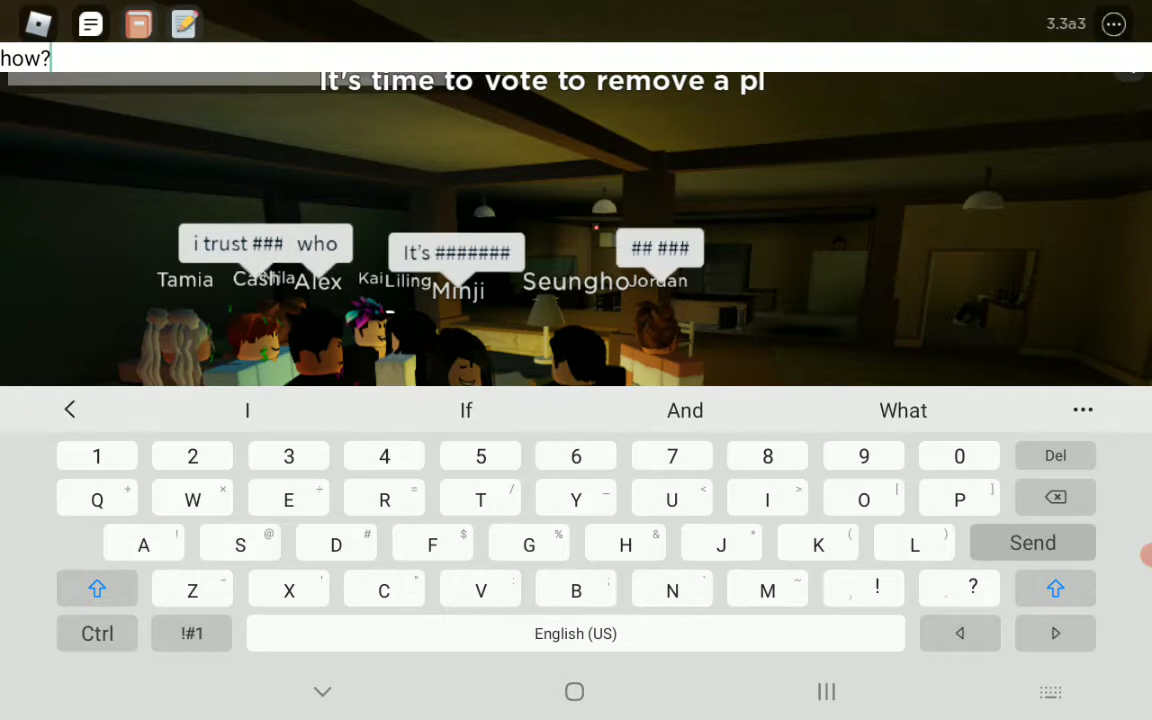 3.3a3
how?
It's time to vote to remove a pl
i trust ### who
It's #######
## ###
Tamia Cash Nila Alex Kai Liling Minji Seungho Jordan
I If And What
1 2 3 4 5 6 7 8 9 0 Del
Q + W × E ÷ R = T / Y _ U < I > O [ P ]
A ! S @ D # F $ G % H & J * K ( L ) Send
Z - X ' C " V : B ; N ` M ~ , ! . ?
Ctrl !#1 English (US)